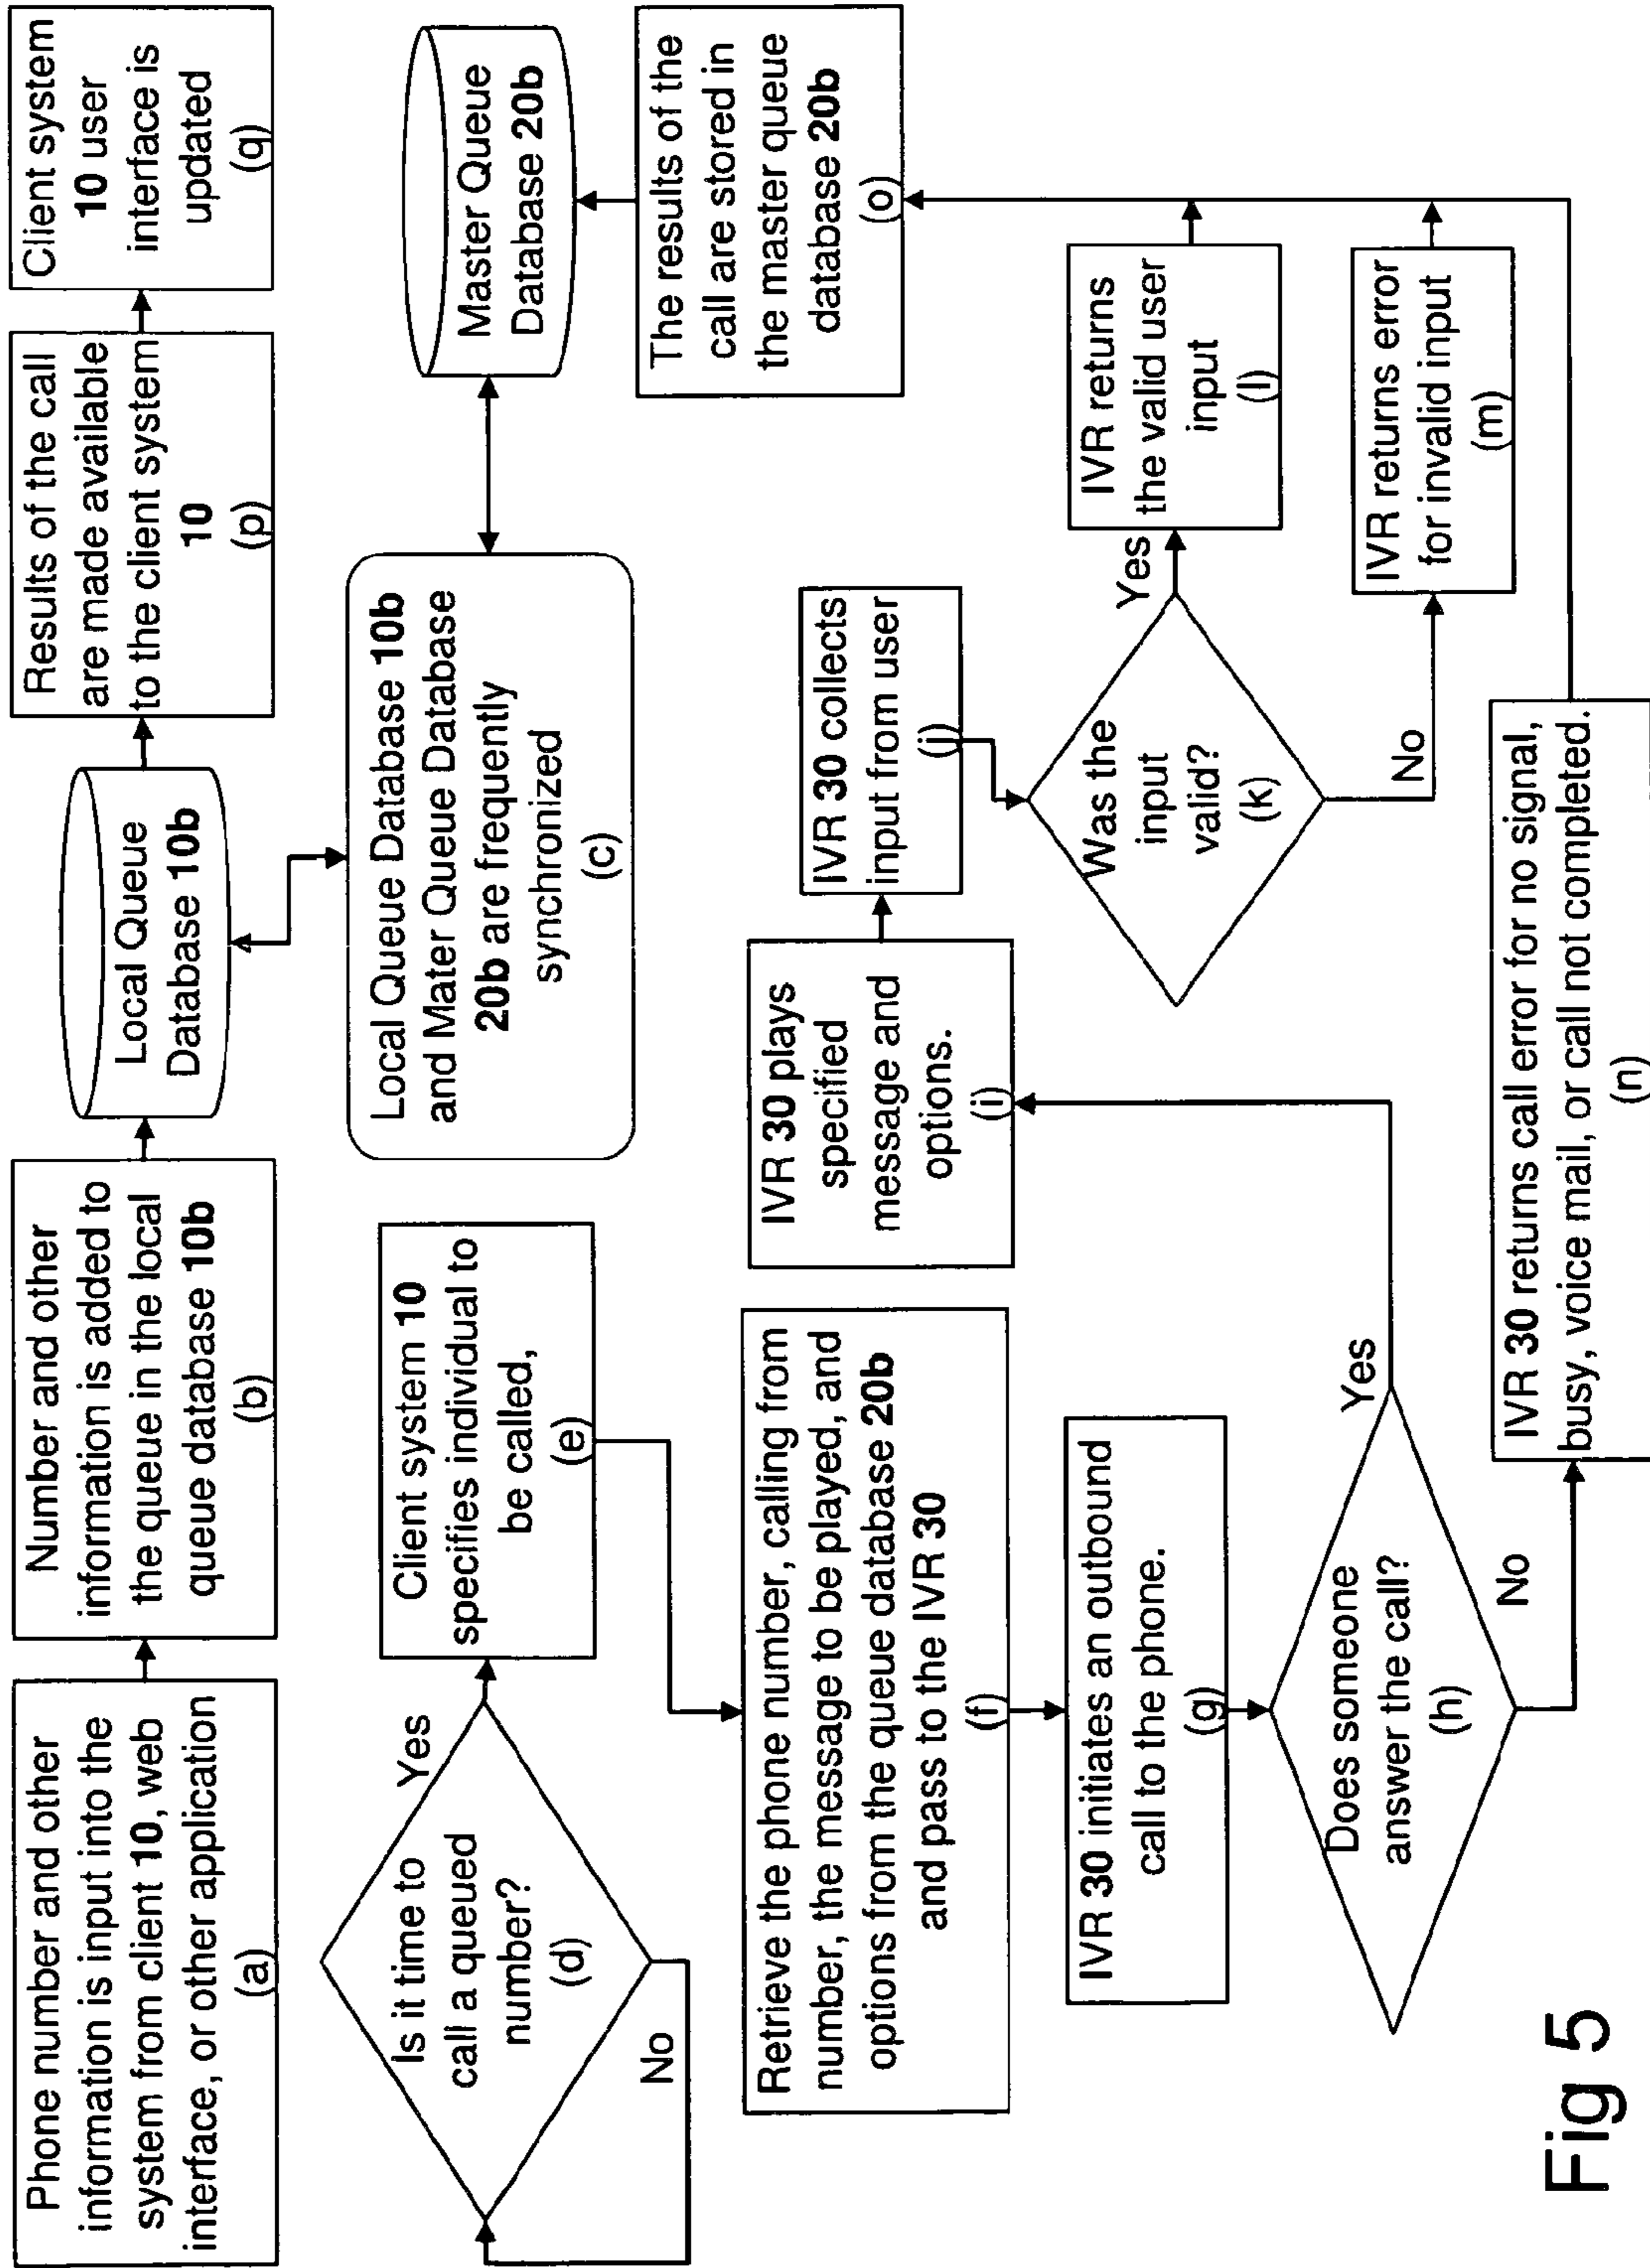 Phone number and other
information is input into the
system from client 10, web
interface, or other application
(a)
Number and other
information is added to
the queue in the local
queue database 10b
(b)
Local Queue
Database 10b
Results of the call
are made available
to the client system
10
(p)
Client system
10 user
interface is
updated
(q)
Is it time to
call a queued
number?
(d)
Yes
No
Client system 10
specifies individual to
be called,
(e)
Local Queue Database 10b
and Mater Queue Database
20b are frequently
synchronized
(c)
Master Queue
Database 20b
Retrieve the phone number, calling from
number, the message to be played, and
options from the queue database 20b
and pass to the IVR 30
(f)
IVR 30 plays
specified
message and
options.
(i)
IVR 30 collects
input from user
(j)
The results of the
call are stored in
the master queue
database 20b
(o)
IVR 30 initiates an outbound
call to the phone.
(g)
Was the
input
valid?
(k)
Yes
No
IVR returns
the valid user
input
(l)
IVR returns error
for invalid input
(m)
Does someone
answer the call?
(h)
Yes
No
IVR 30 returns call error for no signal,
busy, voice mail, or call not completed.
(n)
Fig 5